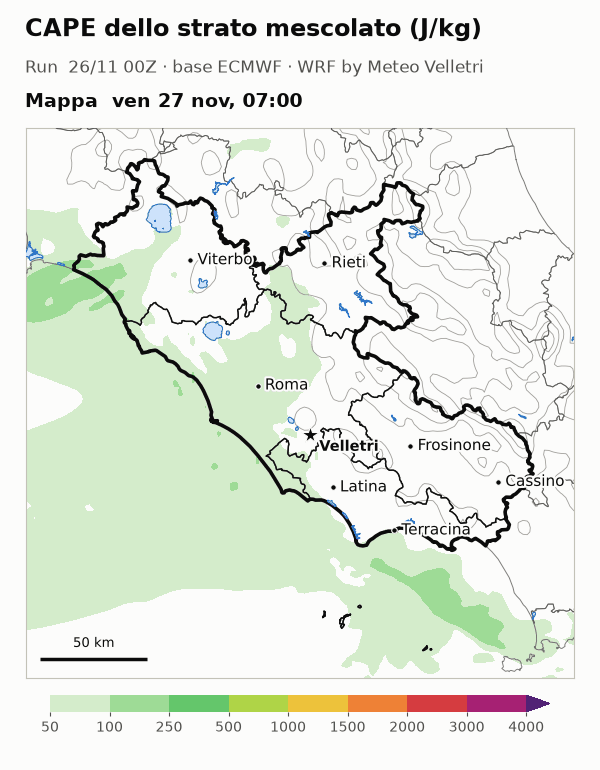 CAPE dello strato mescolato (J/kg)
Run  26/11 00Z · base ECMWF · WRF by Meteo Velletri
Mappa  ven 27 nov, 07:00
Viterbo
Rieti
Roma
Velletri
Frosinone
Cassino
Latina
Terracina
50 km
50 100 250 500 1000 1500 2000 3000 4000